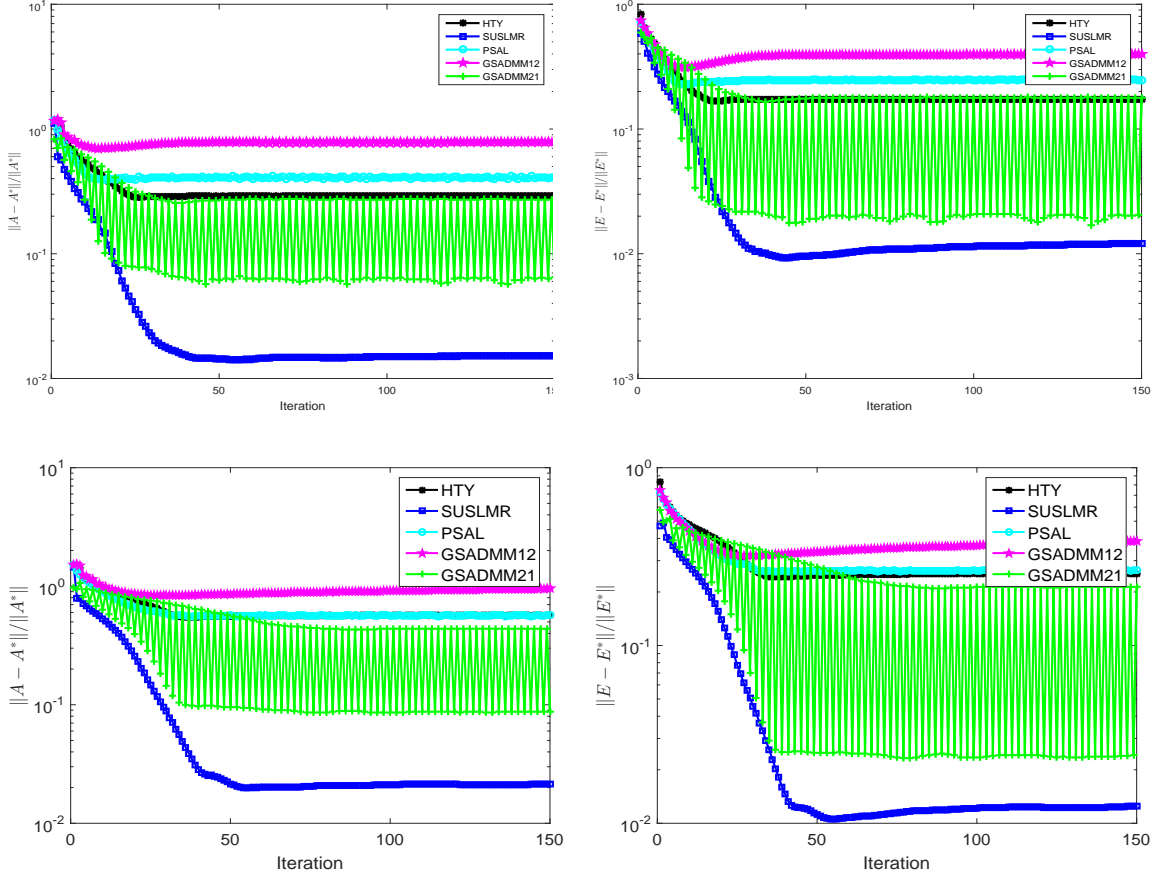 10^1
10^0
10^-1
10^-2
0
50
100
150
Iteration
||A − A*||/||A*||
HTY
SUSLMR
PSAL
GSADMM12
GSADMM21
10^0
10^-1
10^-2
10^-3
0
50
100
150
Iteration
||E − E*||/||E*||
HTY
SUSLMR
PSAL
GSADMM12
GSADMM21
10^1
10^0
10^-1
10^-2
0
50
100
150
Iteration
||A − A*||/||A*||
HTY
SUSLMR
PSAL
GSADMM12
GSADMM21
10^0
10^-1
10^-2
0
50
100
150
Iteration
||E − E*||/||E*||
HTY
SUSLMR
PSAL
GSADMM12
GSADMM21